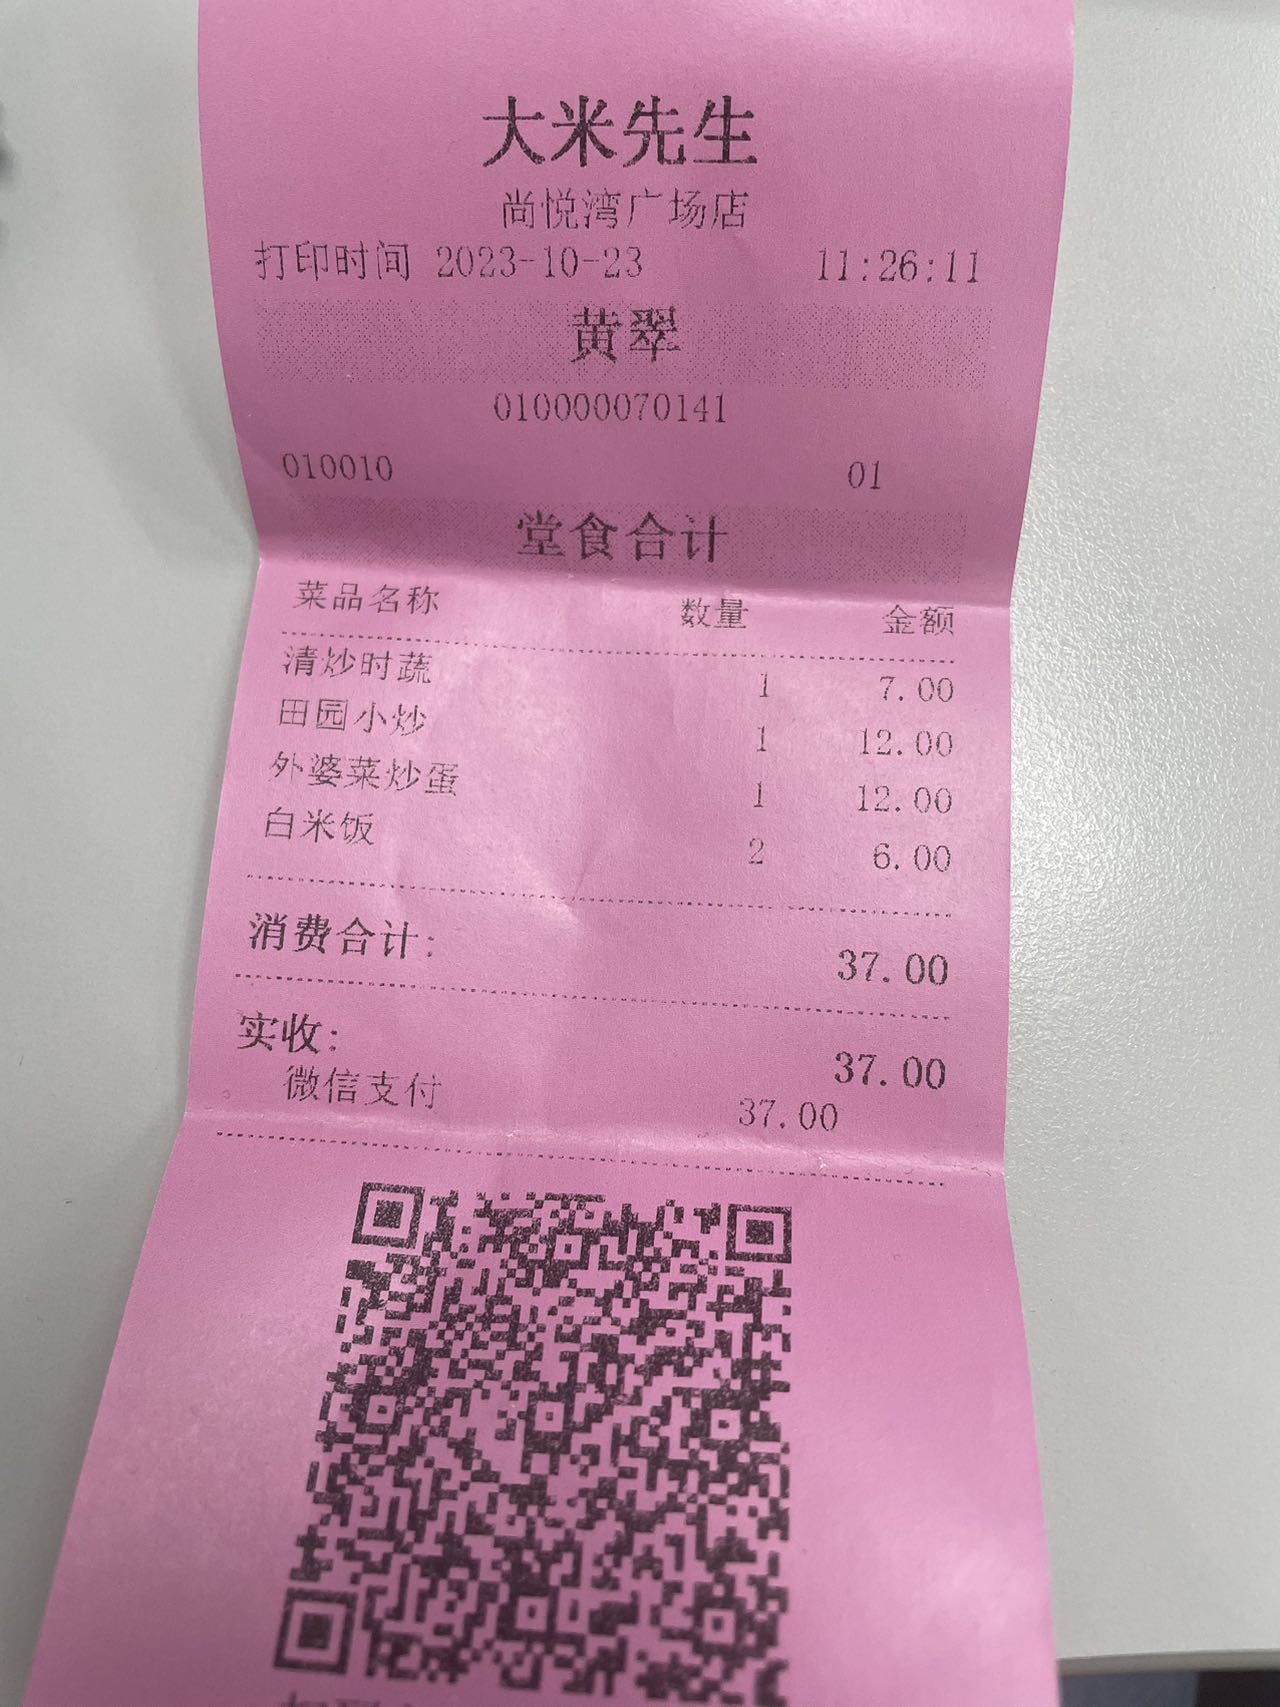 大米先生
尚悦湾广场店
打印时间 2023-10-23 11:26:11
黄翠
010000070141
010010 01
堂食合计
菜品名称 数量 金额
清炒时蔬 1 7.00
田园小炒 1 12.00
外婆菜炒蛋 1 12.00
白米饭 2 6.00
消费合计: 37.00
实收: 37.00
微信支付 37.00